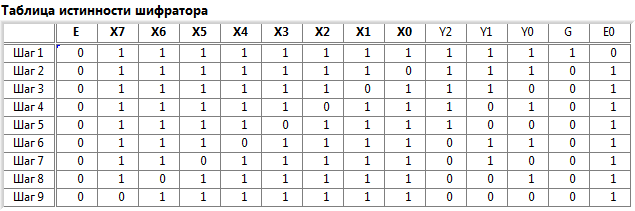 Таблица истинности шифратора
E X7 X6 X5 X4 X3 X2 X1 X0 Y2 Y1 Y0 G E0
Шаг 1 0 1 1 1 1 1 1 1 1 1 1 1 1 0
Шаг 2 0 1 1 1 1 1 1 1 0 1 1 1 0 1
Шаг 3 0 1 1 1 1 1 1 0 1 1 1 0 0 1
Шаг 4 0 1 1 1 1 1 0 1 1 1 0 1 0 1
Шаг 5 0 1 1 1 1 0 1 1 1 1 0 0 0 1
Шаг 6 0 1 1 1 0 1 1 1 1 0 1 1 0 1
Шаг 7 0 1 1 0 1 1 1 1 1 0 1 0 0 1
Шаг 8 0 1 0 1 1 1 1 1 1 0 0 1 0 1
Шаг 9 0 0 1 1 1 1 1 1 1 0 0 0 0 1